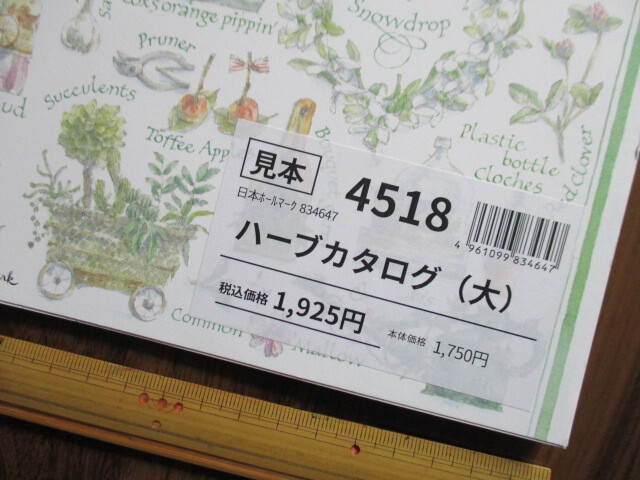 cox's orange pippin'
Snowdrop
Pruner
Succulents
Toffee App
Plastic
bottle
Cloches
d clover
見本
4518
日本ホールマーク 834647
4 961099 834647
ハーブカタログ（大）
税込価格 1,925円
本体価格 1,750円
Common
Mallow